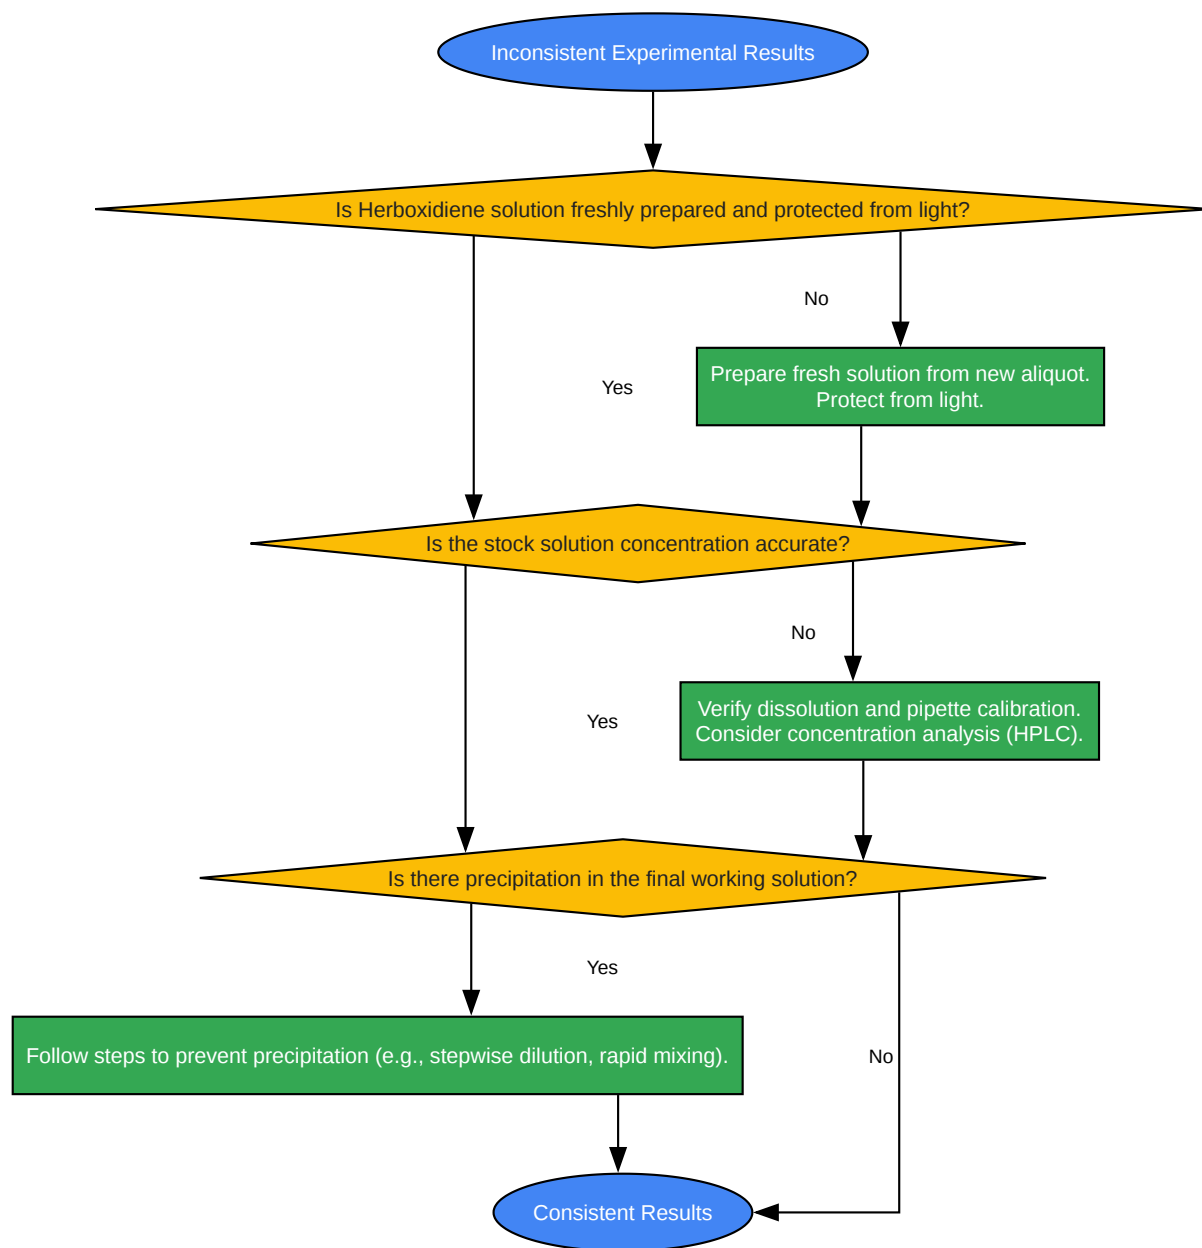 Inconsistent Experimental Results
Is Herboxidiene solution freshly prepared and protected from light?
No
Yes
Prepare fresh solution from new aliquot.
Protect from light.
Is the stock solution concentration accurate?
No
Yes
Verify dissolution and pipette calibration.
Consider concentration analysis (HPLC).
Is there precipitation in the final working solution?
Yes
Follow steps to prevent precipitation (e.g., stepwise dilution, rapid mixing).
No
Consistent Results